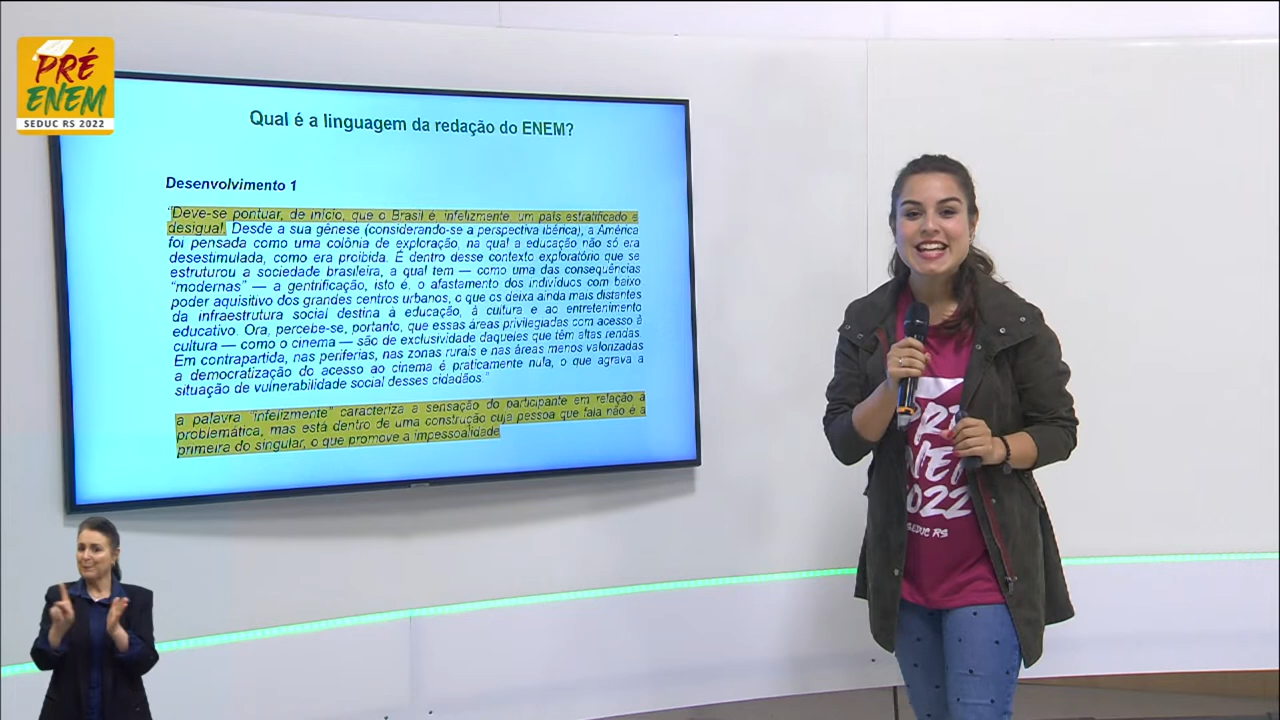 PRÉ
ENEM
SEDUC RS 2022
Qual é a linguagem da redação do ENEM?
Desenvolvimento 1
"Deve-se pontuar, de início, que o Brasil é, infelizmente, um país estratificado e
desigual. Desde a sua gênese (considerando-se a perspectiva ibérica), a América
foi pensada como uma colônia de exploração, na qual a educação não só era
desestimulada, como era proibida. É dentro desse contexto exploratório que se
estruturou a sociedade brasileira, a qual tem — como uma das consequências
"modernas" — a gentrificação, isto é, o afastamento dos indivíduos com baixo
poder aquisitivo dos grandes centros urbanos, o que os deixa ainda mais distantes
da infraestrutura social destina à educação, à cultura e ao entretenimento
educativo. Ora, percebe-se, portanto, que essas áreas privilegiadas com acesso à
cultura — como o cinema — são de exclusividade daqueles que têm altas rendas.
Em contrapartida, nas periferias, nas zonas rurais e nas áreas menos valorizadas
a democratização do acesso ao cinema é praticamente nula, o que agrava a
situação de vulnerabilidade social desses cidadãos."
a palavra "infelizmente" caracteriza a sensação do participante em relação à
problemática, mas está dentro de uma construção cuja pessoa que fala não é a
primeira do singular, o que promove a impessoalidade
2022
SEDUC RS